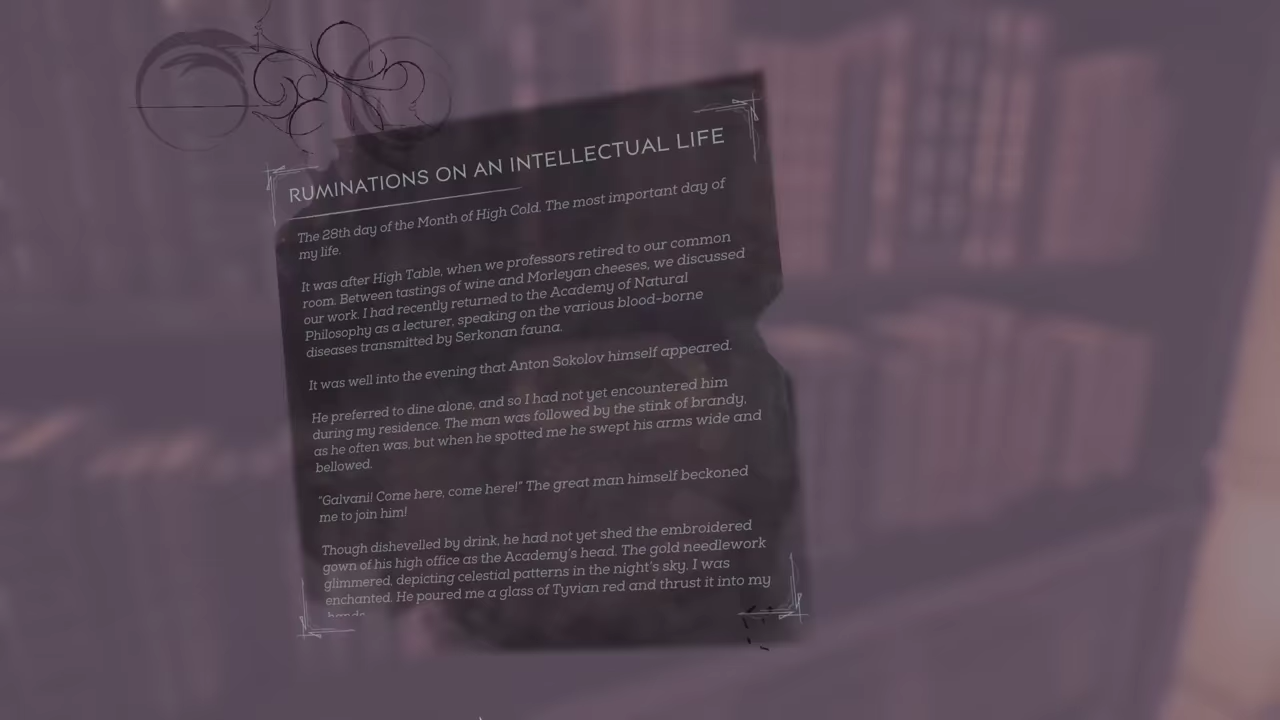 RUMINATIONS ON AN INTELLECTUAL LIFE
The 28th day of the Month of High Cold. The most important day of
my life.
It was after High Table, when we professors retired to our common
room. Between tastings of wine and Morleyan cheeses, we discussed
our work. I had recently returned to the Academy of Natural
Philosophy as a lecturer, speaking on the various blood-borne
diseases transmitted by Serkonan fauna.
It was well into the evening that Anton Sokolov himself appeared.
He preferred to dine alone, and so I had not yet encountered him
during my residence. The man was followed by the stink of brandy,
as he often was, but when he spotted me he swept his arms wide and
bellowed.
"Galvani! Come here, come here!" The great man himself beckoned
me to join him!
Though dishevelled by drink, he had not yet shed the embroidered
gown of his high office as the Academy's head. The gold needlework
glimmered, depicting celestial patterns in the night's sky. I was
enchanted. He poured me a glass of Tyvian red and thrust it into my
hands.